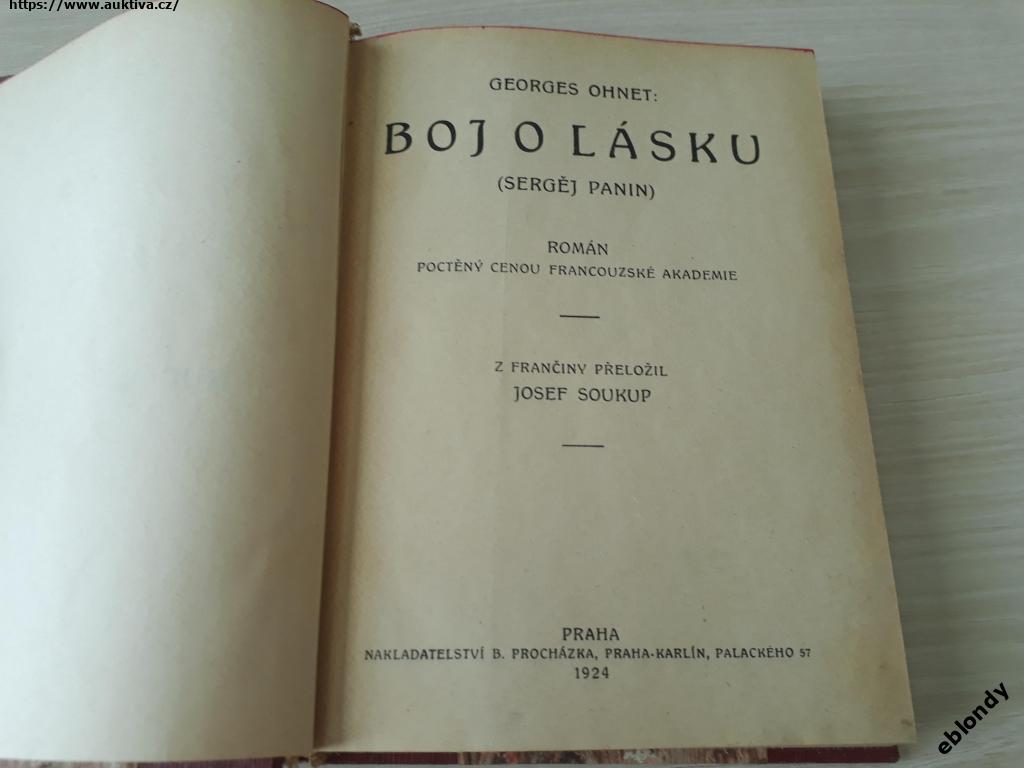 https://www.auktiva.cz/
GEORGES OHNET:
BOJ O LÁSKU
(SERGĚJ PANIN)
ROMÁN
POCTĚNÝ CENOU FRANCOUZSKÉ AKADEMIE
Z FRANČINY PŘELOŽIL
JOSEF SOUKUP
PRAHA
NAKLADATELSTVÍ B. PROCHÁZKA, PRAHA-KARLÍN, PALACKÉHO 57
1924
eblondy